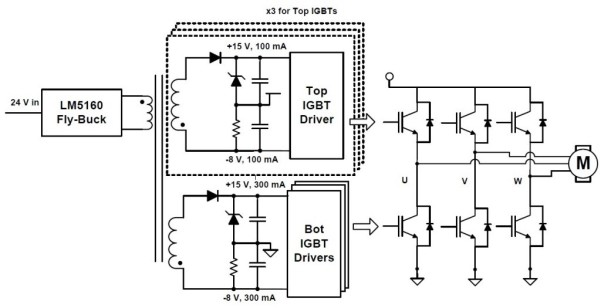 x3 for Top IGBTs
+15 V, 100 mA
LM5160
Fly-Buck
24 V in
Top
IGBT
Driver
-8 V, 100 mA
M
U
V
W
+15 V, 300 mA
Bot
IGBT
Drivers
-8 V, 300 mA